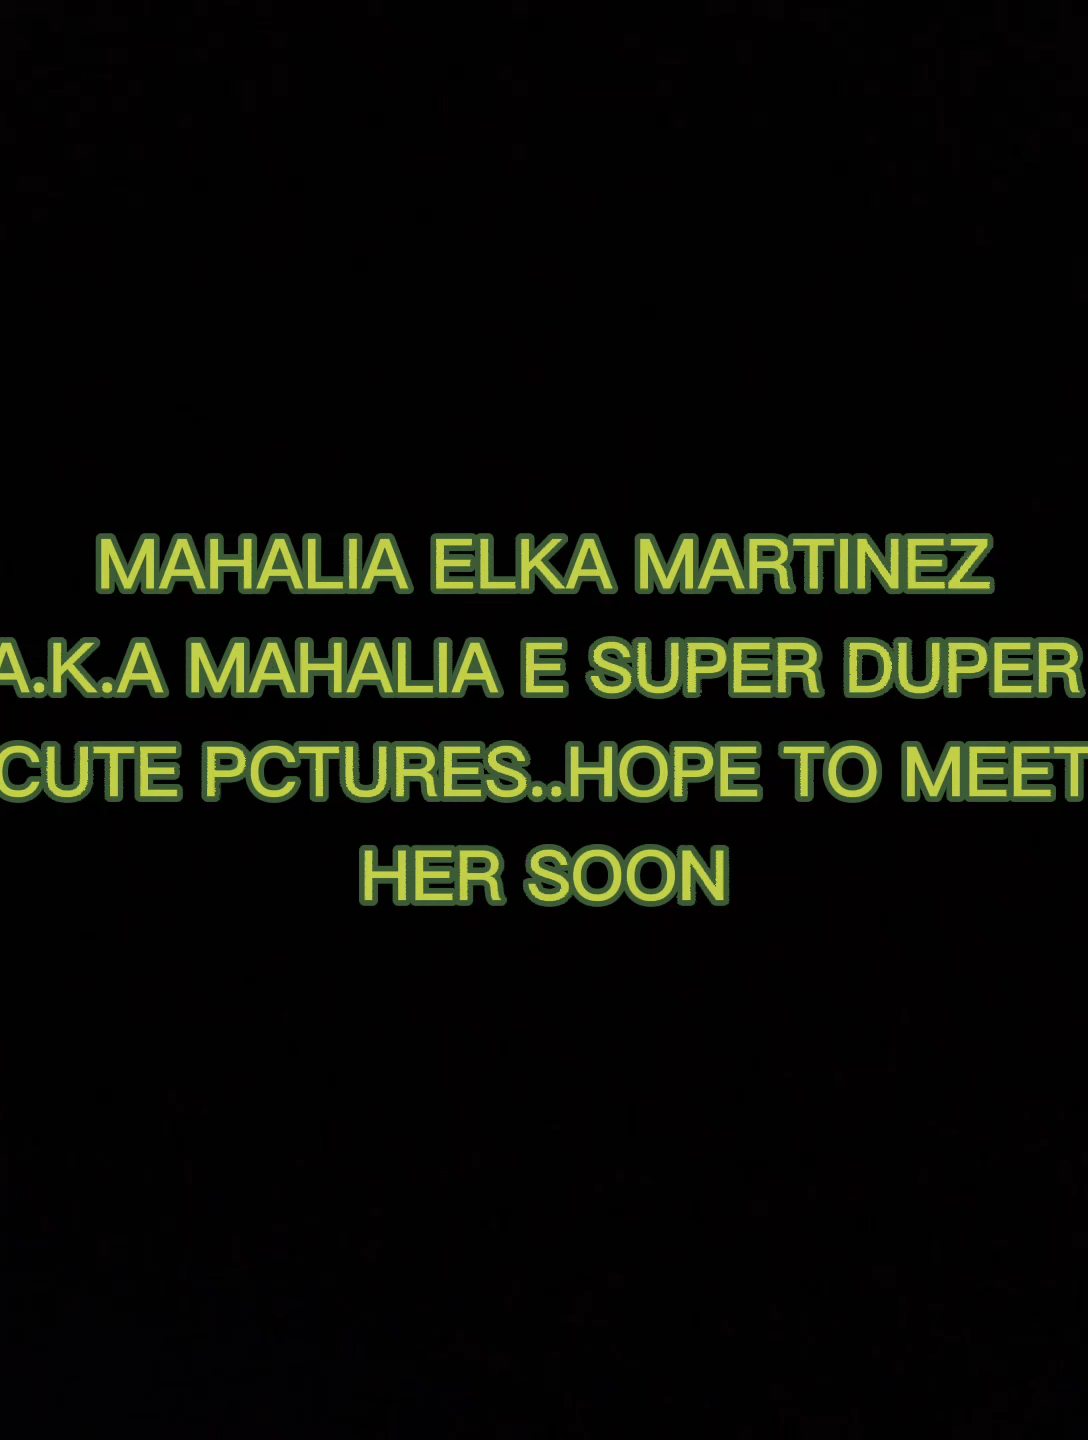 MAHALIA ELKA MARTINEZ
A.K.A MAHALIA E SUPER DUPER
CUTE PCTURES..HOPE TO MEET
HER SOON